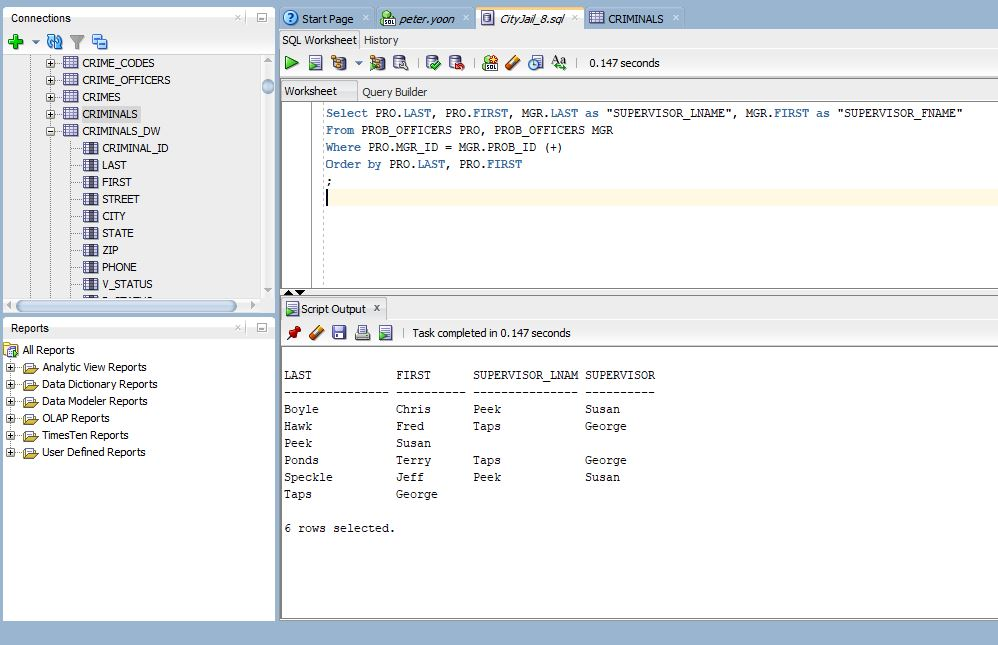 Connections
CRIME_CODES
CRIME_OFFICERS
CRIMES
CRIMINALS
CRIMINALS_DW
CRIMINAL_ID
LAST
FIRST
STREET
CITY
STATE
ZIP
PHONE
V_STATUS
Reports
All Reports
Analytic View Reports
Data Dictionary Reports
Data Modeler Reports
OLAP Reports
TimesTen Reports
User Defined Reports
Start Page peter.yoon CityJail_8.sql CRIMINALS
SQL Worksheet History
0.147 seconds
Worksheet Query Builder
Select PRO.LAST, PRO.FIRST, MGR.LAST as "SUPERVISOR_LNAME", MGR.FIRST as "SUPERVISOR_FNAME"
From PROB_OFFICERS PRO, PROB_OFFICERS MGR
Where PRO.MGR_ID = MGR.PROB_ID (+)
Order by PRO.LAST, PRO.FIRST
;
Script Output x
Task completed in 0.147 seconds
LAST FIRST SUPERVISOR_LNAM SUPERVISOR
--------------- ---------- --------------- ----------
Boyle Chris Peek Susan
Hawk Fred Taps George
Peek Susan
Ponds Terry Taps George
Speckle Jeff Peek Susan
Taps George
6 rows selected.